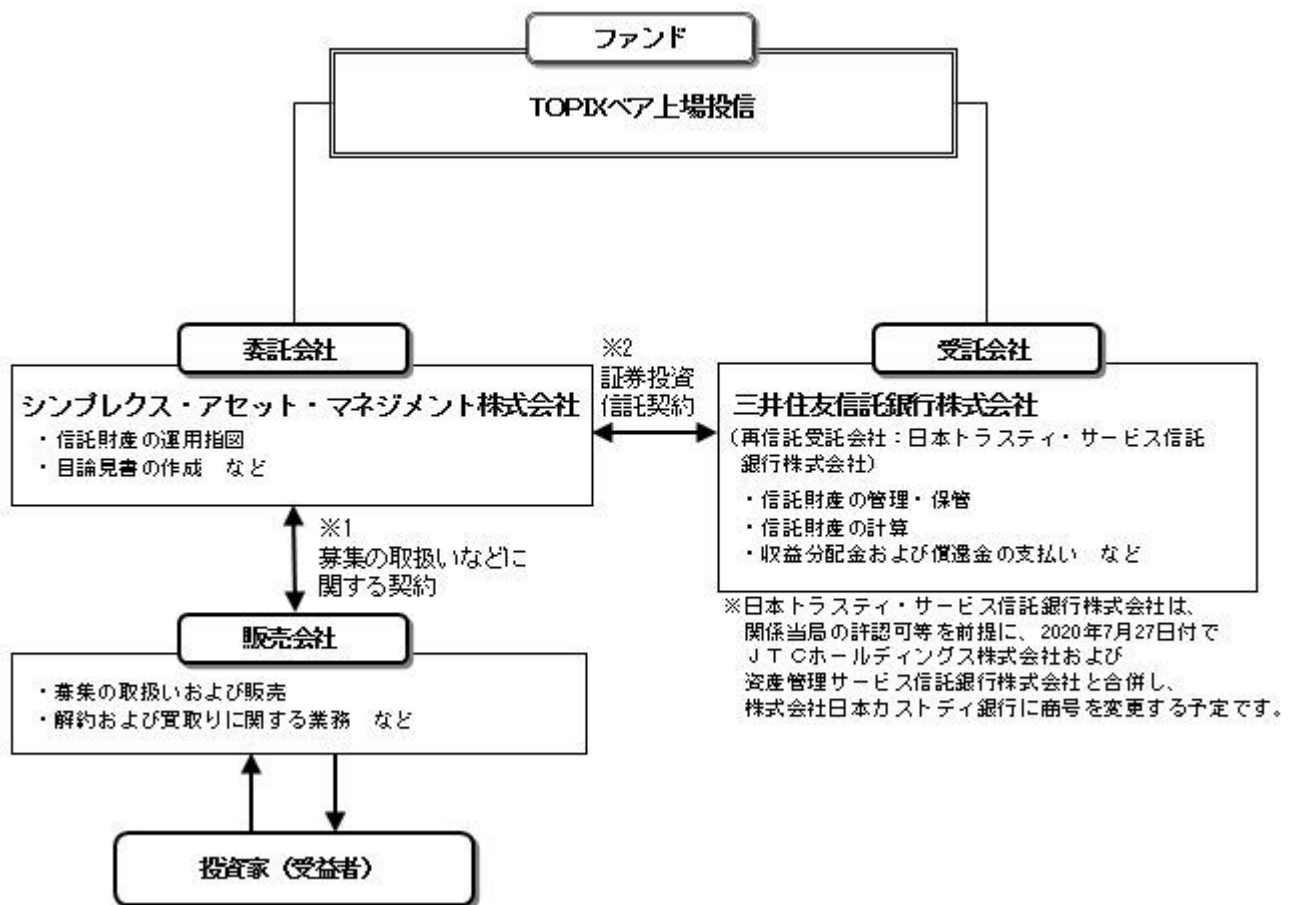 ファンド
TOPIXベア上場投信
委託会社
シンプレクス・アセット・マネジメント株式会社
・信託財産の運用指図
・目論見書の作成　など
※2
証券投資
信託契約
受託会社
三井住友信託銀行株式会社
（再信託受託会社：日本トラスティ・サービス信託
銀行株式会社）
・信託財産の管理・保管
・信託財産の計算
・収益分配金および償還金の支払い　など
※1
募集の取扱いなどに
関する契約
※日本トラスティ・サービス信託銀行株式会社は、
関係当局の許認可等を前提に、2020年7月27日付で
ＪＴＣホールディングス株式会社および
資産管理サービス信託銀行株式会社と合併し、
株式会社日本カストディ銀行に商号を変更する予定です。
販売会社
・募集の取扱いおよび販売
・解約および買取りに関する業務　など
投資家（受益者）